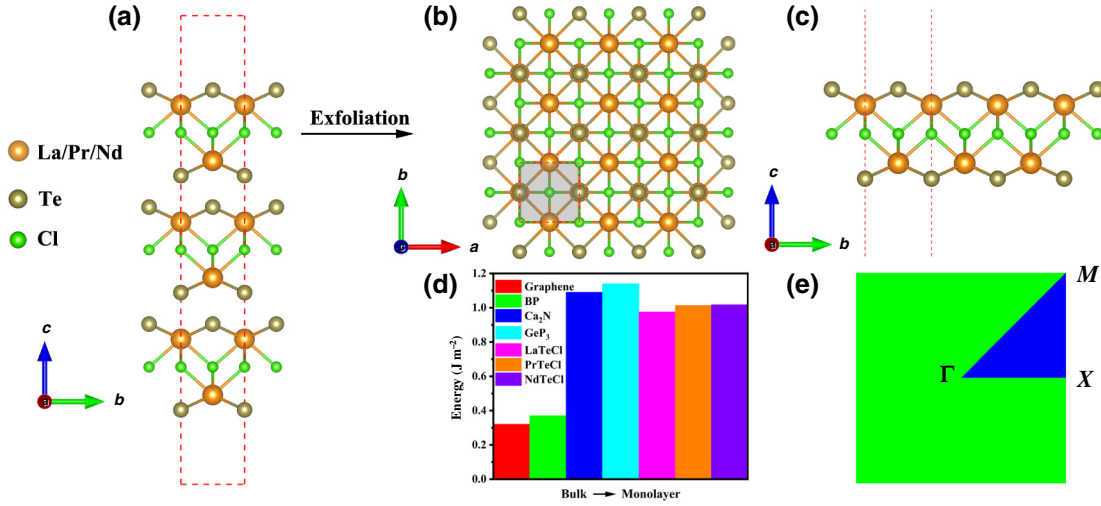 (a)
La/Pr/Nd
Te
Cl
c
a
b
Exfoliation
(b)
b
c
a
(c)
c
a
b
(d)
Energy (J m⁻²)
1.2
1.0
0.8
0.6
0.4
0.2
0.0
Graphene
BP
Ca₂N
GeP₃
LaTeCl
PrTeCl
NdTeCl
Bulk → Monolayer
(e)
M
Γ
X